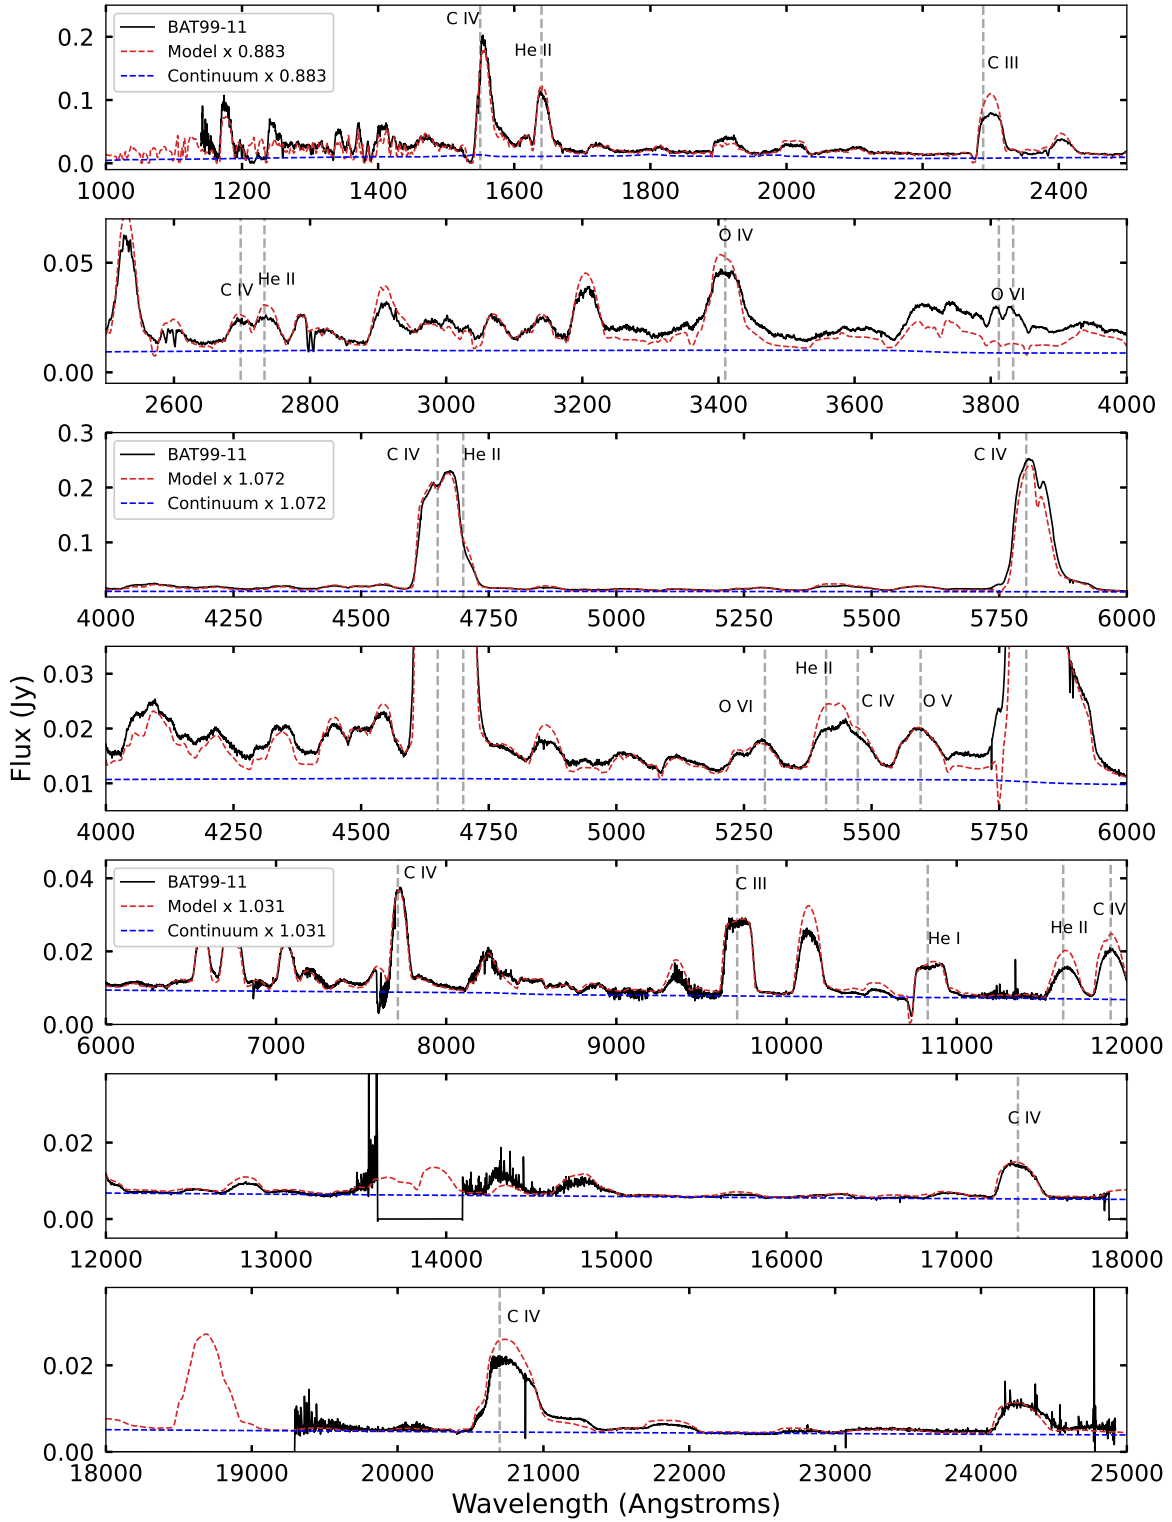 BAT99-11
Model x 0.883
Continuum x 0.883
C IV
He II
C III
0.2
0.1
0.0
1000 1200 1400 1600 1800 2000 2200 2400
C IV
He II
O IV
O VI
0.05
0.00
2600 2800 3000 3200 3400 3600 3800 4000
BAT99-11
Model x 1.072
Continuum x 1.072
C IV
He II
C IV
0.3
0.2
0.1
4000 4250 4500 4750 5000 5250 5500 5750 6000
O VI
He II
C IV
O V
0.03
0.02
0.01
4000 4250 4500 4750 5000 5250 5500 5750 6000
Flux (Jy)
BAT99-11
Model x 1.031
Continuum x 1.031
C IV
C III
He I
He II
C IV
0.04
0.02
0.00
6000 7000 8000 9000 10000 11000 12000
C IV
0.02
0.00
12000 13000 14000 15000 16000 17000 18000
C IV
0.02
0.00
18000 19000 20000 21000 22000 23000 24000 25000
Wavelength (Angstroms)